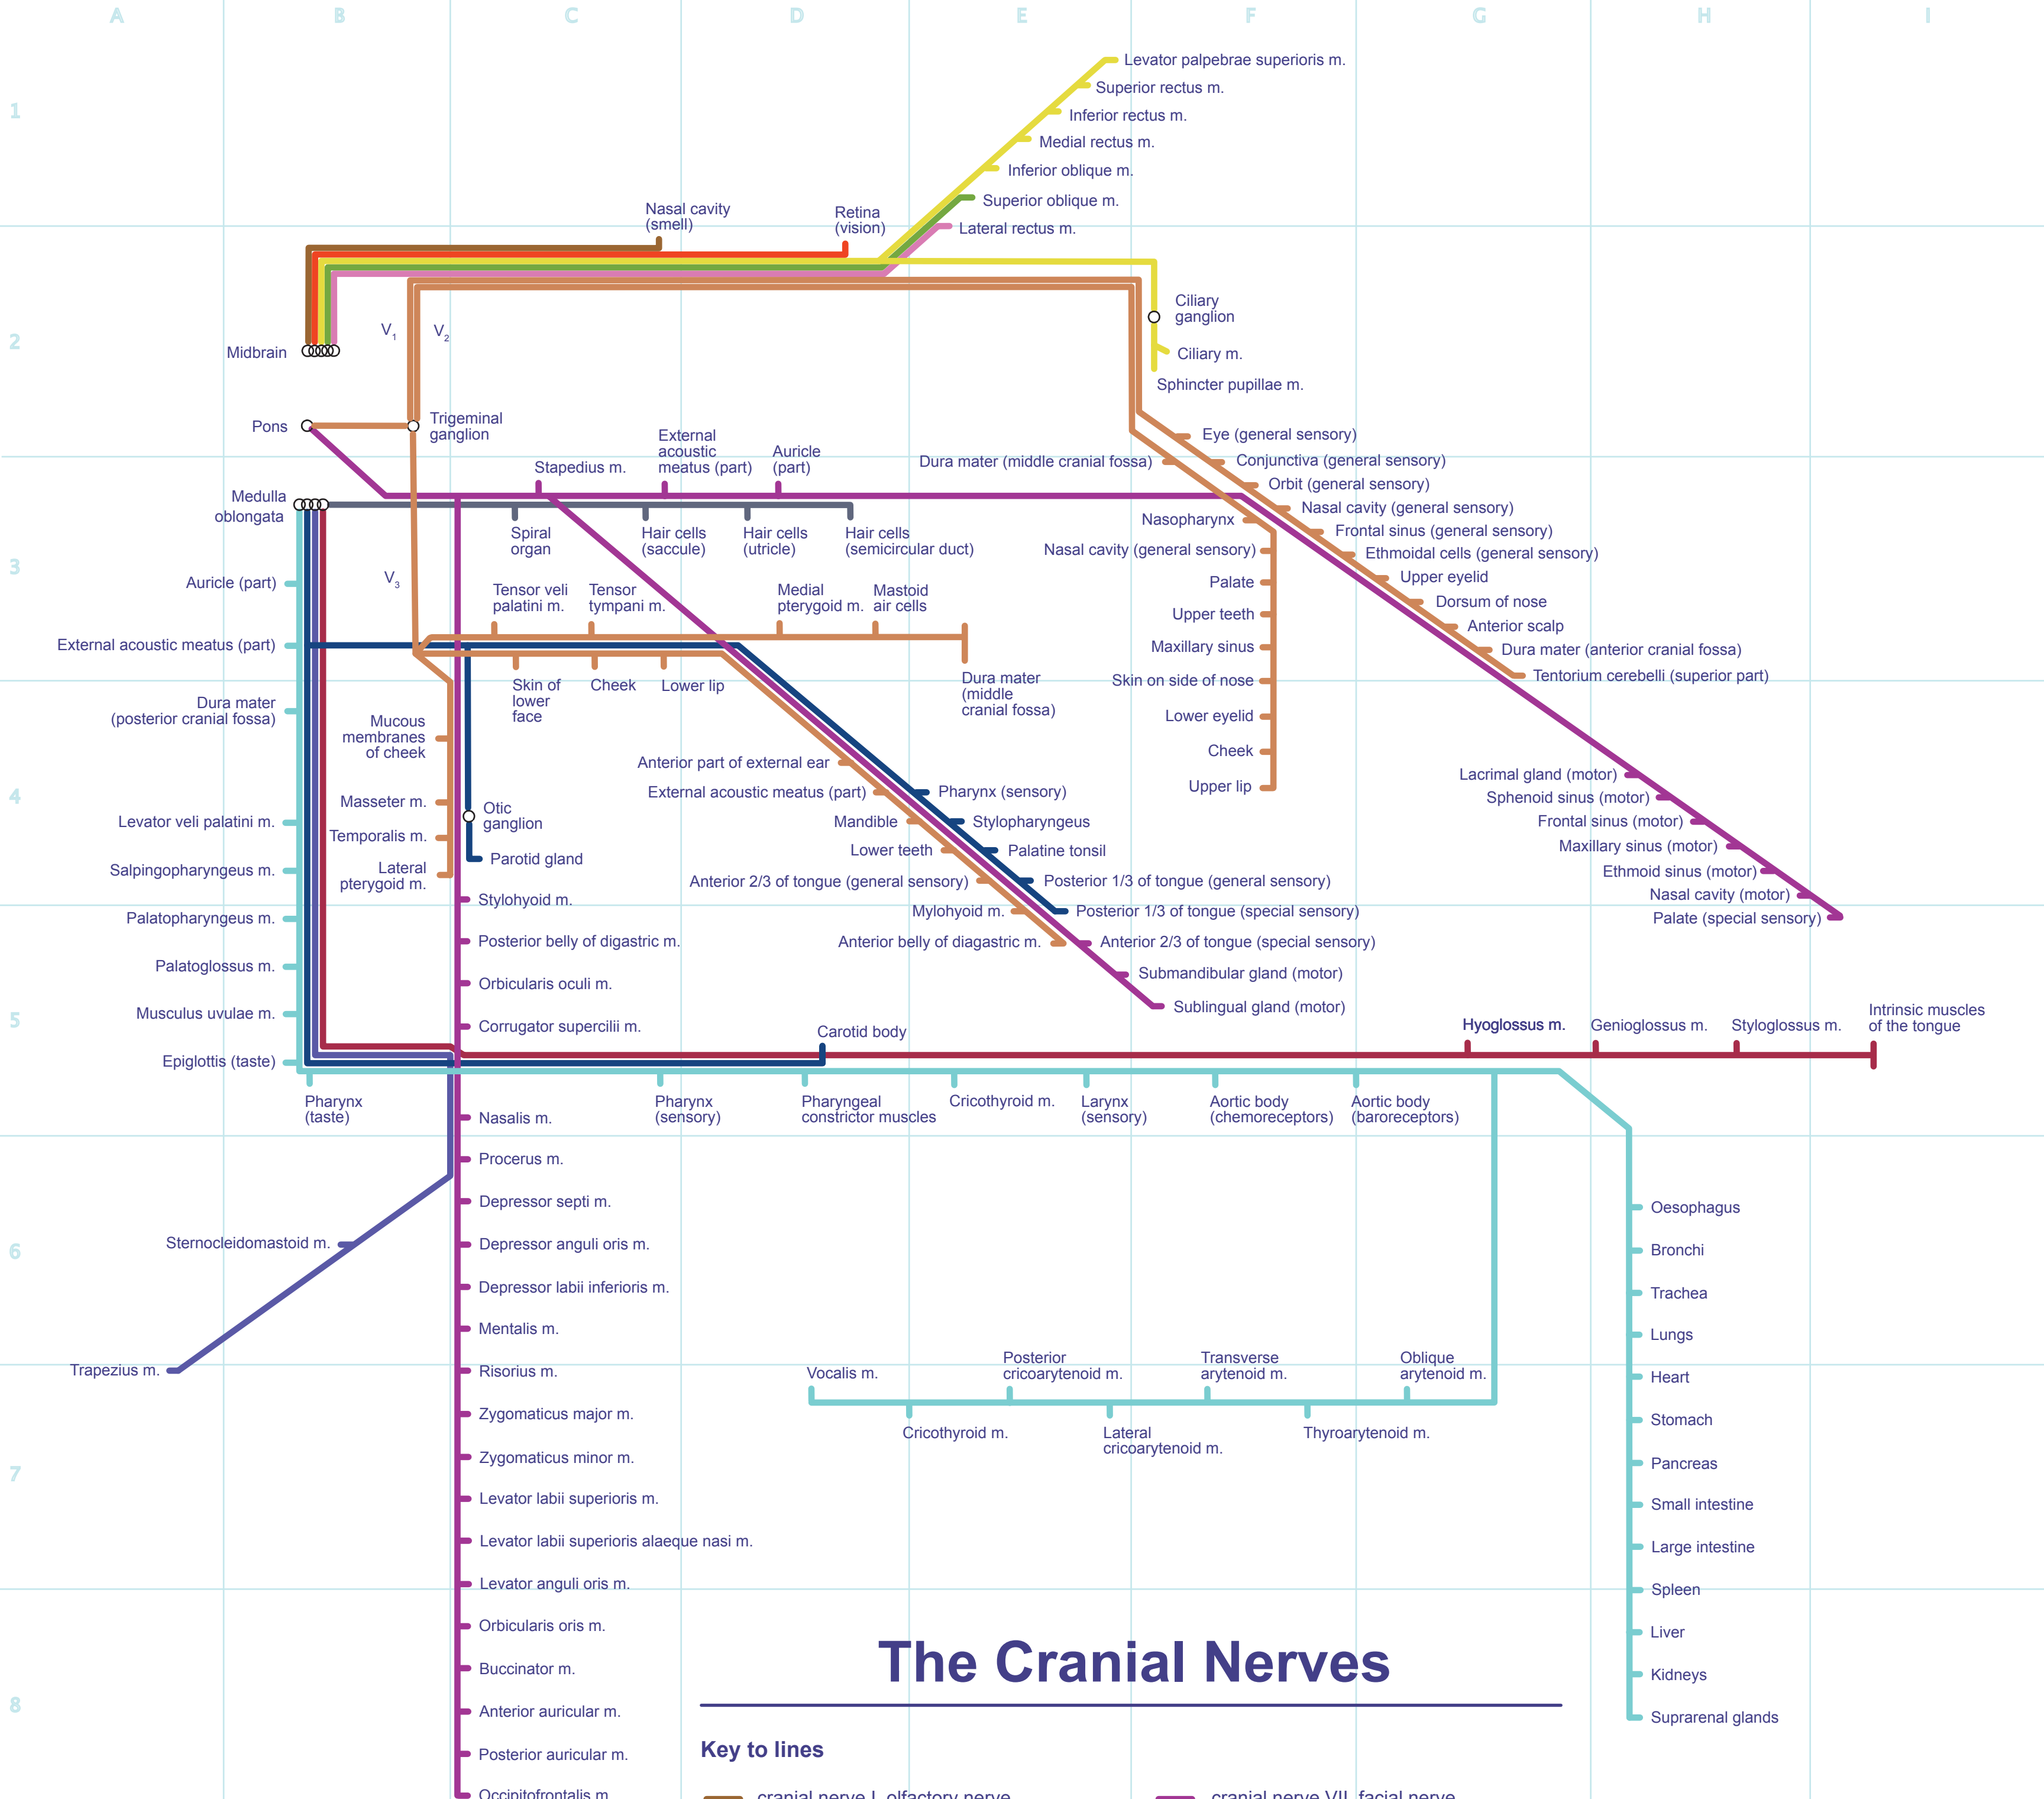 A
B
C
D
E
F
G
H
I
1
2
3
4
5
6
7
8
Levator palpebrae superioris m.
Superior rectus m.
Inferior rectus m.
Medial rectus m.
Inferior oblique m.
Superior oblique m.
Lateral rectus m.
Nasal cavity
(smell)
Retina
(vision)
Ciliary
ganglion
Ciliary m.
Sphincter pupillae m.
Midbrain
V1
V2
Pons
Trigeminal
ganglion
Stapedius m.
External
acoustic
meatus (part)
Auricle
(part)
Dura mater (middle cranial fossa)
Eye (general sensory)
Conjunctiva (general sensory)
Orbit (general sensory)
Nasal cavity (general sensory)
Frontal sinus (general sensory)
Ethmoidal cells (general sensory)
Upper eyelid
Dorsum of nose
Anterior scalp
Dura mater (anterior cranial fossa)
Tentorium cerebelli (superior part)
Medulla
oblongata
Spiral
organ
Hair cells
(saccule)
Hair cells
(utricle)
Hair cells
(semicircular duct)
Nasopharynx
Nasal cavity (general sensory)
Palate
Upper teeth
Maxillary sinus
Skin on side of nose
Lower eyelid
Cheek
Upper lip
V3
Tensor veli
palatini m.
Tensor
tympani m.
Medial
pterygoid m.
Mastoid
air cells
Dura mater
(middle
cranial fossa)
Skin of
lower
face
Cheek
Lower lip
Auricle (part)
External acoustic meatus (part)
Dura mater
(posterior cranial fossa)
Levator veli palatini m.
Salpingopharyngeus m.
Palatopharyngeus m.
Palatoglossus m.
Musculus uvulae m.
Epiglottis (taste)
Mucous
membranes
of cheek
Masseter m.
Temporalis m.
Lateral
pterygoid m.
Otic
ganglion
Parotid gland
Anterior part of external ear
External acoustic meatus (part)
Mandible
Lower teeth
Anterior 2/3 of tongue (general sensory)
Mylohyoid m.
Anterior belly of diagastric m.
Pharynx (sensory)
Stylopharyngeus
Palatine tonsil
Posterior 1/3 of tongue (general sensory)
Posterior 1/3 of tongue (special sensory)
Anterior 2/3 of tongue (special sensory)
Submandibular gland (motor)
Sublingual gland (motor)
Lacrimal gland (motor)
Sphenoid sinus (motor)
Frontal sinus (motor)
Maxillary sinus (motor)
Ethmoid sinus (motor)
Nasal cavity (motor)
Palate (special sensory)
Stylohyoid m.
Posterior belly of digastric m.
Orbicularis oculi m.
Corrugator supercilii m.
Carotid body
Hyoglossus m.
Genioglossus m.
Styloglossus m.
Intrinsic muscles
of the tongue
Pharynx
(taste)
Pharynx
(sensory)
Pharyngeal
constrictor muscles
Cricothyroid m.
Larynx
(sensory)
Aortic body
(chemoreceptors)
Aortic body
(baroreceptors)
Nasalis m.
Procerus m.
Depressor septi m.
Depressor anguli oris m.
Depressor labii inferioris m.
Mentalis m.
Risorius m.
Zygomaticus major m.
Zygomaticus minor m.
Levator labii superioris m.
Levator labii superioris alaeque nasi m.
Levator anguli oris m.
Orbicularis oris m.
Buccinator m.
Anterior auricular m.
Posterior auricular m.
Occipitofrontalis m.
Sternocleidomastoid m.
Trapezius m.
Vocalis m.
Posterior
cricoarytenoid m.
Transverse
arytenoid m.
Oblique
arytenoid m.
Cricothyroid m.
Lateral
cricoarytenoid m.
Thyroarytenoid m.
Oesophagus
Bronchi
Trachea
Lungs
Heart
Stomach
Pancreas
Small intestine
Large intestine
Spleen
Liver
Kidneys
Suprarenal glands
The Cranial Nerves
Key to lines
cranial nerve I, olfactory nerve
cranial nerve VII, facial nerve